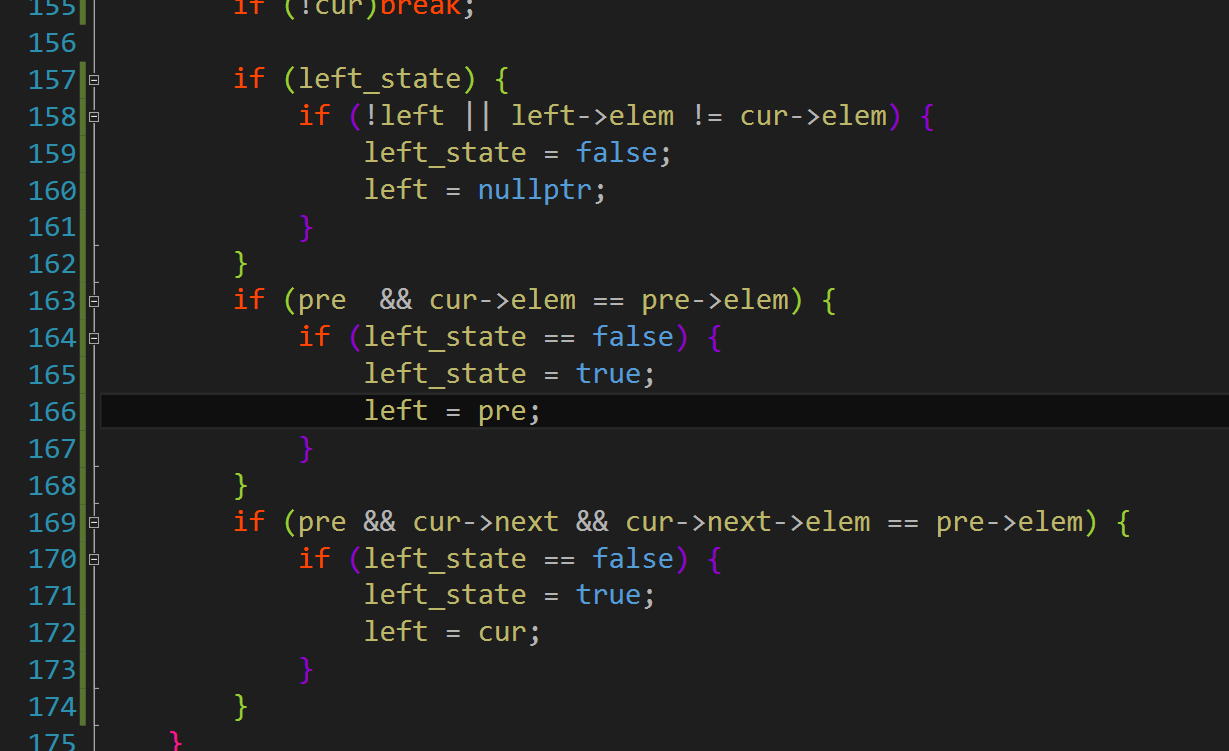 155 if (!cur)break;
156
157 if (left_state) {
158 if (!left || left->elem != cur->elem) {
159 left_state = false;
160 left = nullptr;
161 }
162 }
163 if (pre  && cur->elem == pre->elem) {
164 if (left_state == false) {
165 left_state = true;
166 left = pre;
167 }
168 }
169 if (pre && cur->next && cur->next->elem == pre->elem) {
170 if (left_state == false) {
171 left_state = true;
172 left = cur;
173 }
174 }
175 }